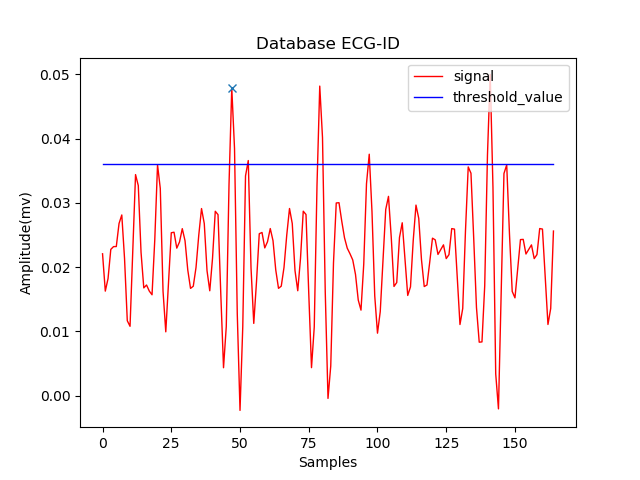 Database ECG-ID
signal
threshold_value
0.05
0.04
0.03
0.02
0.01
0.00
Amplitude(mv)
0 25 50 75 100 125 150
Samples